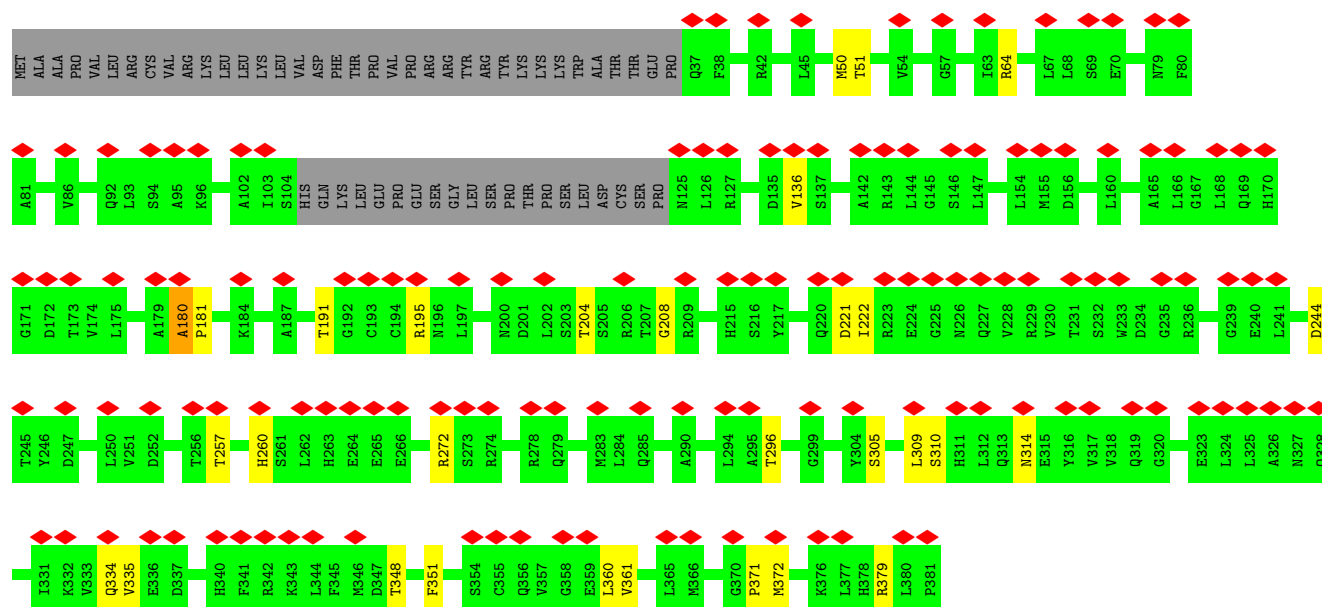 MET ALA ALA PRO VAL LEU ARG CYS VAL ARG LYS LEU LEU LYS LEU VAL ASP PHE THR PRO VAL PRO ARG ARG TYR ARG TYR LYS LYS LYS TRP ALA THR THR GLU PRO Q37 F38 R42 L45 M50 T51 V54 G57 I63 R64 L67 L68 S69 E70 N79 F80
A81 V86 Q92 L93 S94 A95 K96 A102 I103 S104 HIS GLN LYS LEU GLU PRO GLU SER GLY LEU SER PRO THR PRO SER LEU ASP CYS SER PRO N125 L126 R127 D135 V136 S137 A142 R143 L144 G145 S146 L147 L154 M155 D156 L160 A165 L166 G167 L168 Q169 H170
G171 D172 T173 V174 L175 A179 A180 P181 K184 A187 T191 G192 C193 C194 R195 N196 L197 N200 D201 L202 S203 T204 S205 R206 T207 G208 R209 H215 S216 Y217 Q220 D221 I222 R223 E224 G225 N226 Q227 V228 R229 V230 T231 S232 W233 D234 G235 R236 G239 E240 L241 D244
T245 Y246 D247 L250 V251 D252 T256 T257 H260 S261 L262 H263 E264 E265 E266 R272 S273 R274 R278 Q279 M283 L284 Q285 A290 L294 A295 T296 G299 Y304 S305 L309 S310 H311 L312 Q313 N314 E315 Y316 V317 V318 Q319 G320 E323 L324 L325 A326 N327 Q328
I331 K332 V333 Q334 V335 E336 D337 H340 F341 R342 K343 L344 F345 M346 D347 T348 F351 S354 C355 Q356 V357 G358 E359 L360 V361 L365 M366 G370 P371 M372 K376 L377 H378 R379 L380 P381